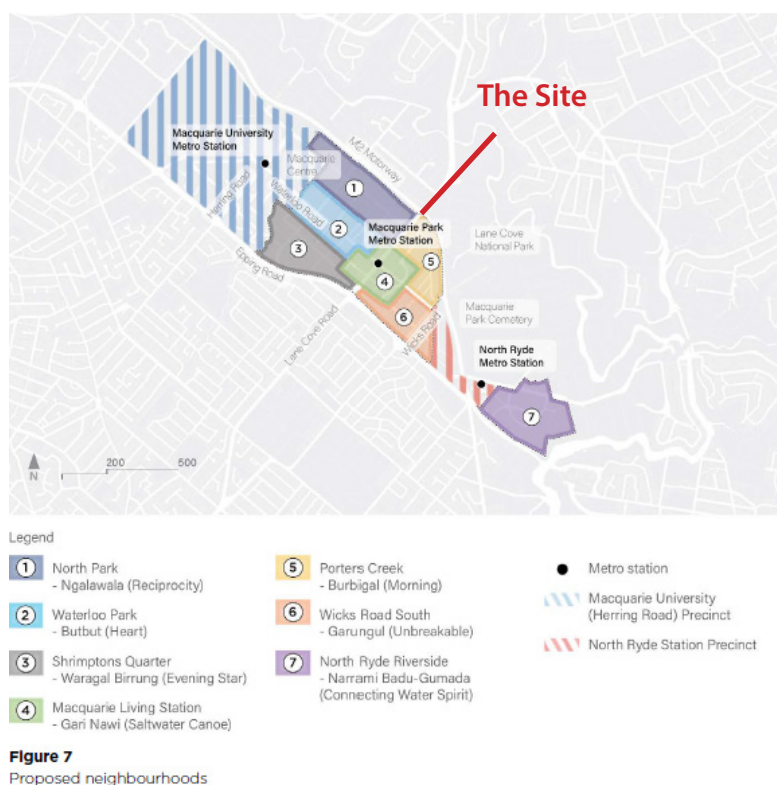 The Site
Macquarie University
Metro Station
Macquarie
Centre
M2 Motorway
Herring Road
Waterloo Road
1
2
3
Macquarie Park
Metro Station
4
5
Lane Cove
National Park
Epping Road
Lane Cove Road
6
Wicks Road
Macquarie
Park Cemetery
North Ryde
Metro Station
7
N
200
500
Legend
1 North Park
- Ngalawala (Reciprocity)
2 Waterloo Park
- Butbut (Heart)
3 Shrimptons Quarter
- Waragal Birrung (Evening Star)
4 Macquarie Living Station
- Gari Nawi (Saltwater Canoe)
5 Porters Creek
- Burbigal (Morning)
6 Wicks Road South
- Garungul (Unbreakable)
7 North Ryde Riverside
- Narrami Badu-Gumada
(Connecting Water Spirit)
Metro station
Macquarie University
(Herring Road) Precinct
North Ryde Station Precinct
Figure 7
Proposed neighbourhoods